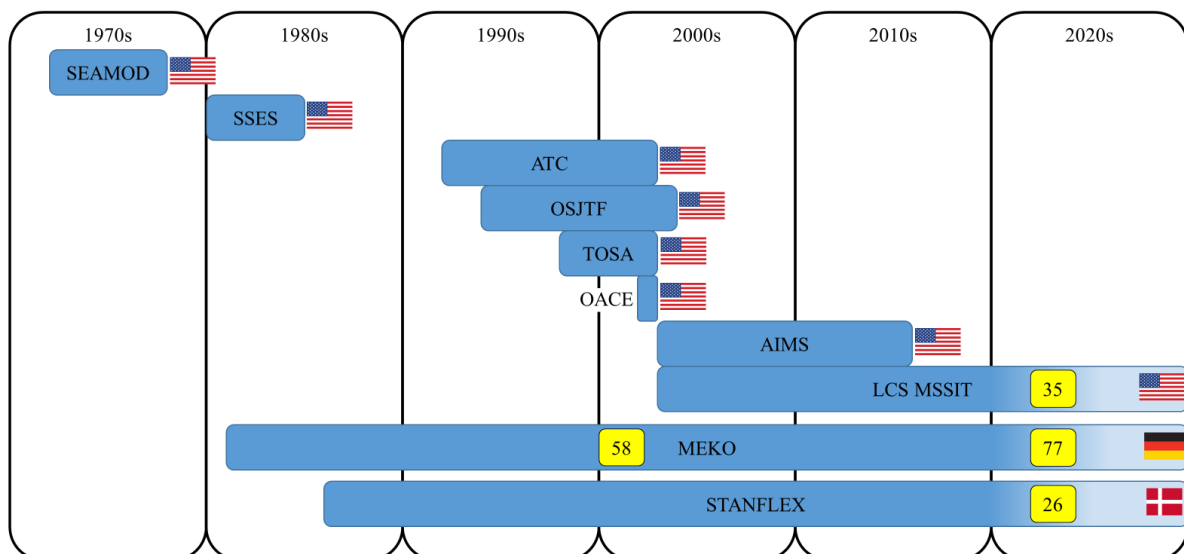 1970s 1980s 1990s 2000s 2010s 2020s
SEAMOD
SSES
ATC
OSJTF
TOSA
OACE
AIMS
LCS MSSIT 35
58 MEKO 77
STANFLEX 26